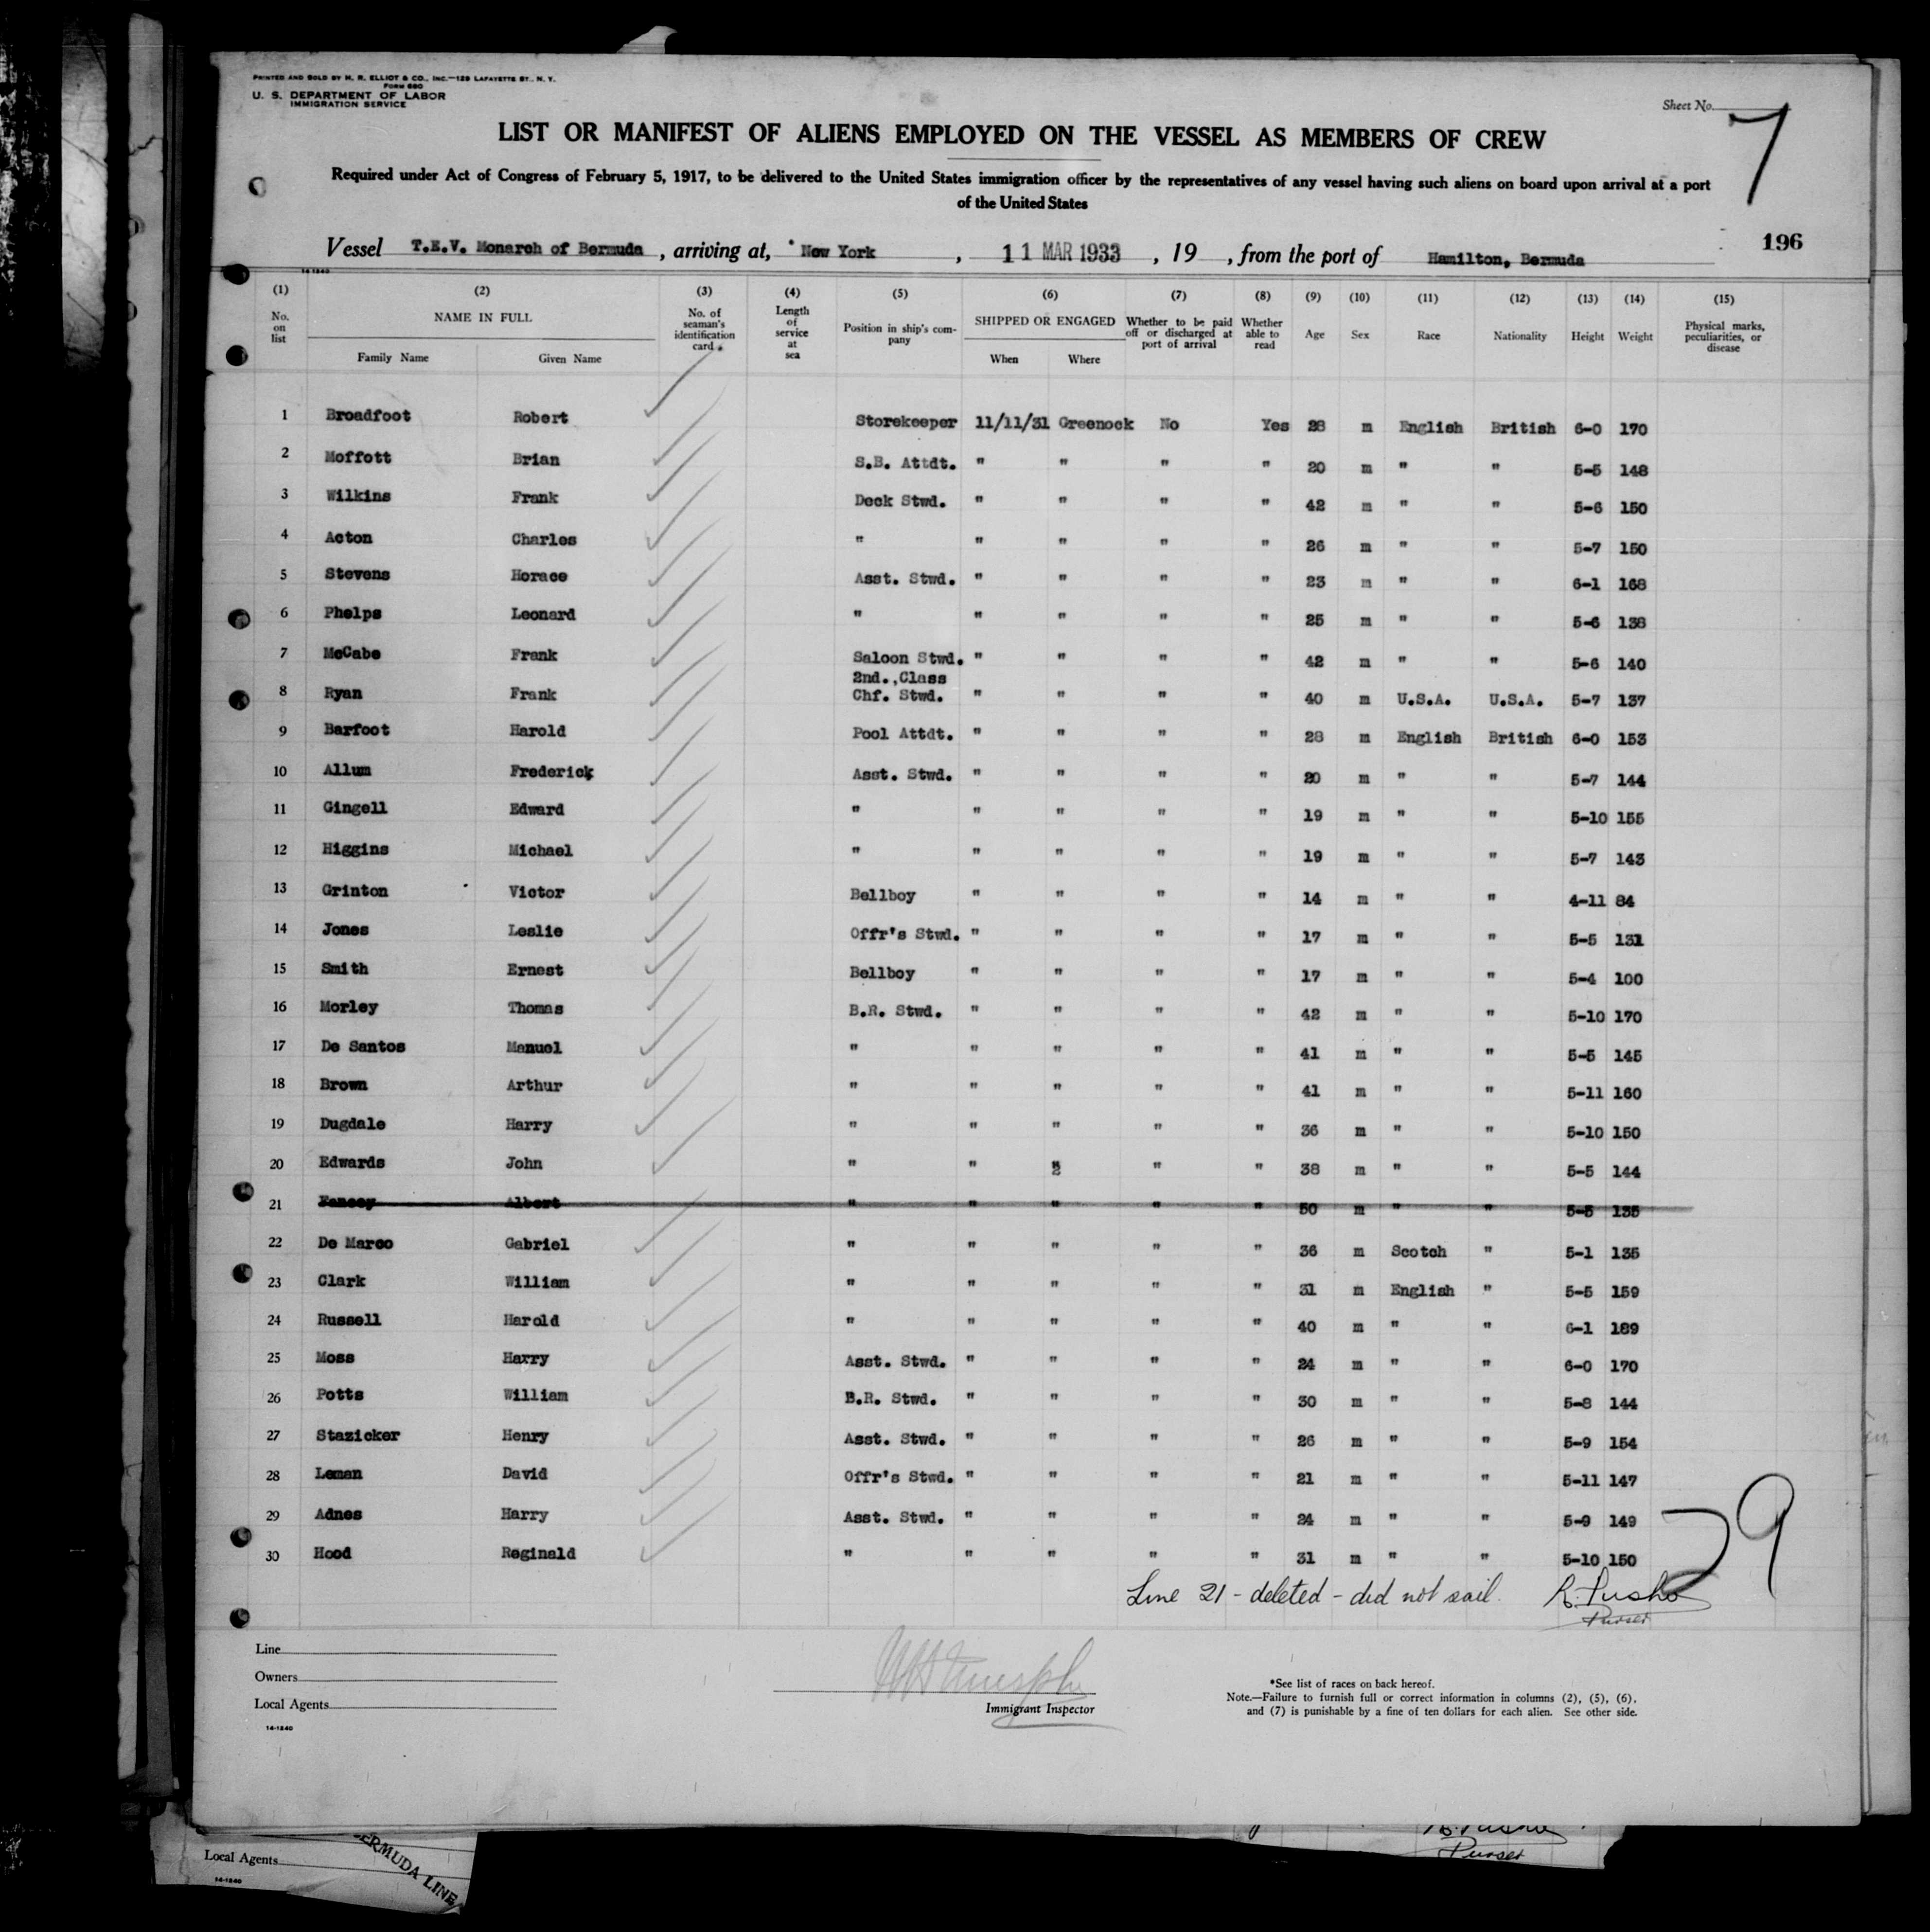 PRINTED AND SOLD BY H. R. ELLIOT & CO., INC.—129 LAFAYETTE ST., N. Y.
FORM 680
U. S. DEPARTMENT OF LABOR
IMMIGRATION SERVICE
Sheet No. 7
LIST OR MANIFEST OF ALIENS EMPLOYED ON THE VESSEL AS MEMBERS OF CREW
Required under Act of Congress of February 5, 1917, to be delivered to the United States immigration officer by the representatives of any vessel having such aliens on board upon arrival at a port
of the United States
196
Vessel T.E.V. Monarch of Bermuda, arriving at, New York, 11 MAR 1933, 19 , from the port of Hamilton, Bermuda
14-1240
(1) (2) (3) (4) (5) (6) (7) (8) (9) (10) (11) (12) (13) (14) (15)
No. on list NAME IN FULL Family Name Given Name No. of seaman's identification card Length of service at sea Position in ship's company SHIPPED OR ENGAGED When Where Whether to be paid off or discharged at port of arrival Whether able to read Age Sex Race Nationality Height Weight Physical marks, peculiarities, or disease
1 Broadfoot Robert Storekeeper 11/11/31 Greenock No Yes 28 m English British 6-0 170
2 Moffott Brian S.B. Attdt. " " " " 20 m " " 5-5 148
3 Wilkins Frank Deck Stwd. " " " " 42 m " " 5-6 150
4 Acton Charles " " " " " 26 m " " 5-7 150
5 Stevens Horace Asst. Stwd. " " " " 23 m " " 6-1 168
6 Phelps Leonard " " " " " 25 m " " 5-6 138
7 McCabe Frank Saloon Stwd. " " " " 42 m " " 5-6 140
8 Ryan Frank 2nd.,Class Chf. Stwd. " " " " 40 m U.S.A. U.S.A. 5-7 137
9 Barfoot Harold Pool Attdt. " " " " 28 m English British 6-0 153
10 Allum Frederick Asst. Stwd. " " " " 20 m " " 5-7 144
11 Gingell Edward " " " " " 19 m " " 5-10 155
12 Higgins Michael " " " " " 19 m " " 5-7 143
13 Grinton Victor Bellboy " " " " 14 m " " 4-11 84
14 Jones Leslie Offr's Stwd. " " " " 17 m " " 5-5 131
15 Smith Ernest Bellboy " " " " 17 m " " 5-4 100
16 Morley Thomas B.R. Stwd. " " " " 42 m " " 5-10 170
17 De Santos Manuel " " " " " 41 m " " 5-5 145
18 Brown Arthur " " " " " 41 m " " 5-11 160
19 Dugdale Harry " " " " " 36 m " " 5-10 150
20 Edwards John " " " " " 38 m " " 5-5 144
21 Albert " " " " " 50 m " " 5-5 135
22 De Marco Gabriel " " " " " 36 m Scotch " 5-1 135
23 Clark William " " " " " 31 m English " 5-5 159
24 Russell Harold " " " " " 40 m " " 6-1 189
25 Moss Harry Asst. Stwd. " " " " 24 m " " 6-0 170
26 Potts William B.R. Stwd. " " " " 30 m " " 5-8 144
27 Stazicker Henry Asst. Stwd. " " " " 26 m " " 5-9 154
28 Leman David Offr's Stwd. " " " " 21 m " " 5-11 147
29 Adnes Harry Asst. Stwd. " " " " 24 m " " 5-9 149
30 Hood Reginald " " " " " 31 m " " 5-10 150
29
Line 21 - deleted - did not sail.
Purser
Line
Owners
Local Agents
14-1240
Immigrant Inspector
*See list of races on back hereof.
Note.—Failure to furnish full or correct information in columns (2), (5), (6),
and (7) is punishable by a fine of ten dollars for each alien. See other side.
Local Agents
14-1240
BERMUDA LINE
Purser